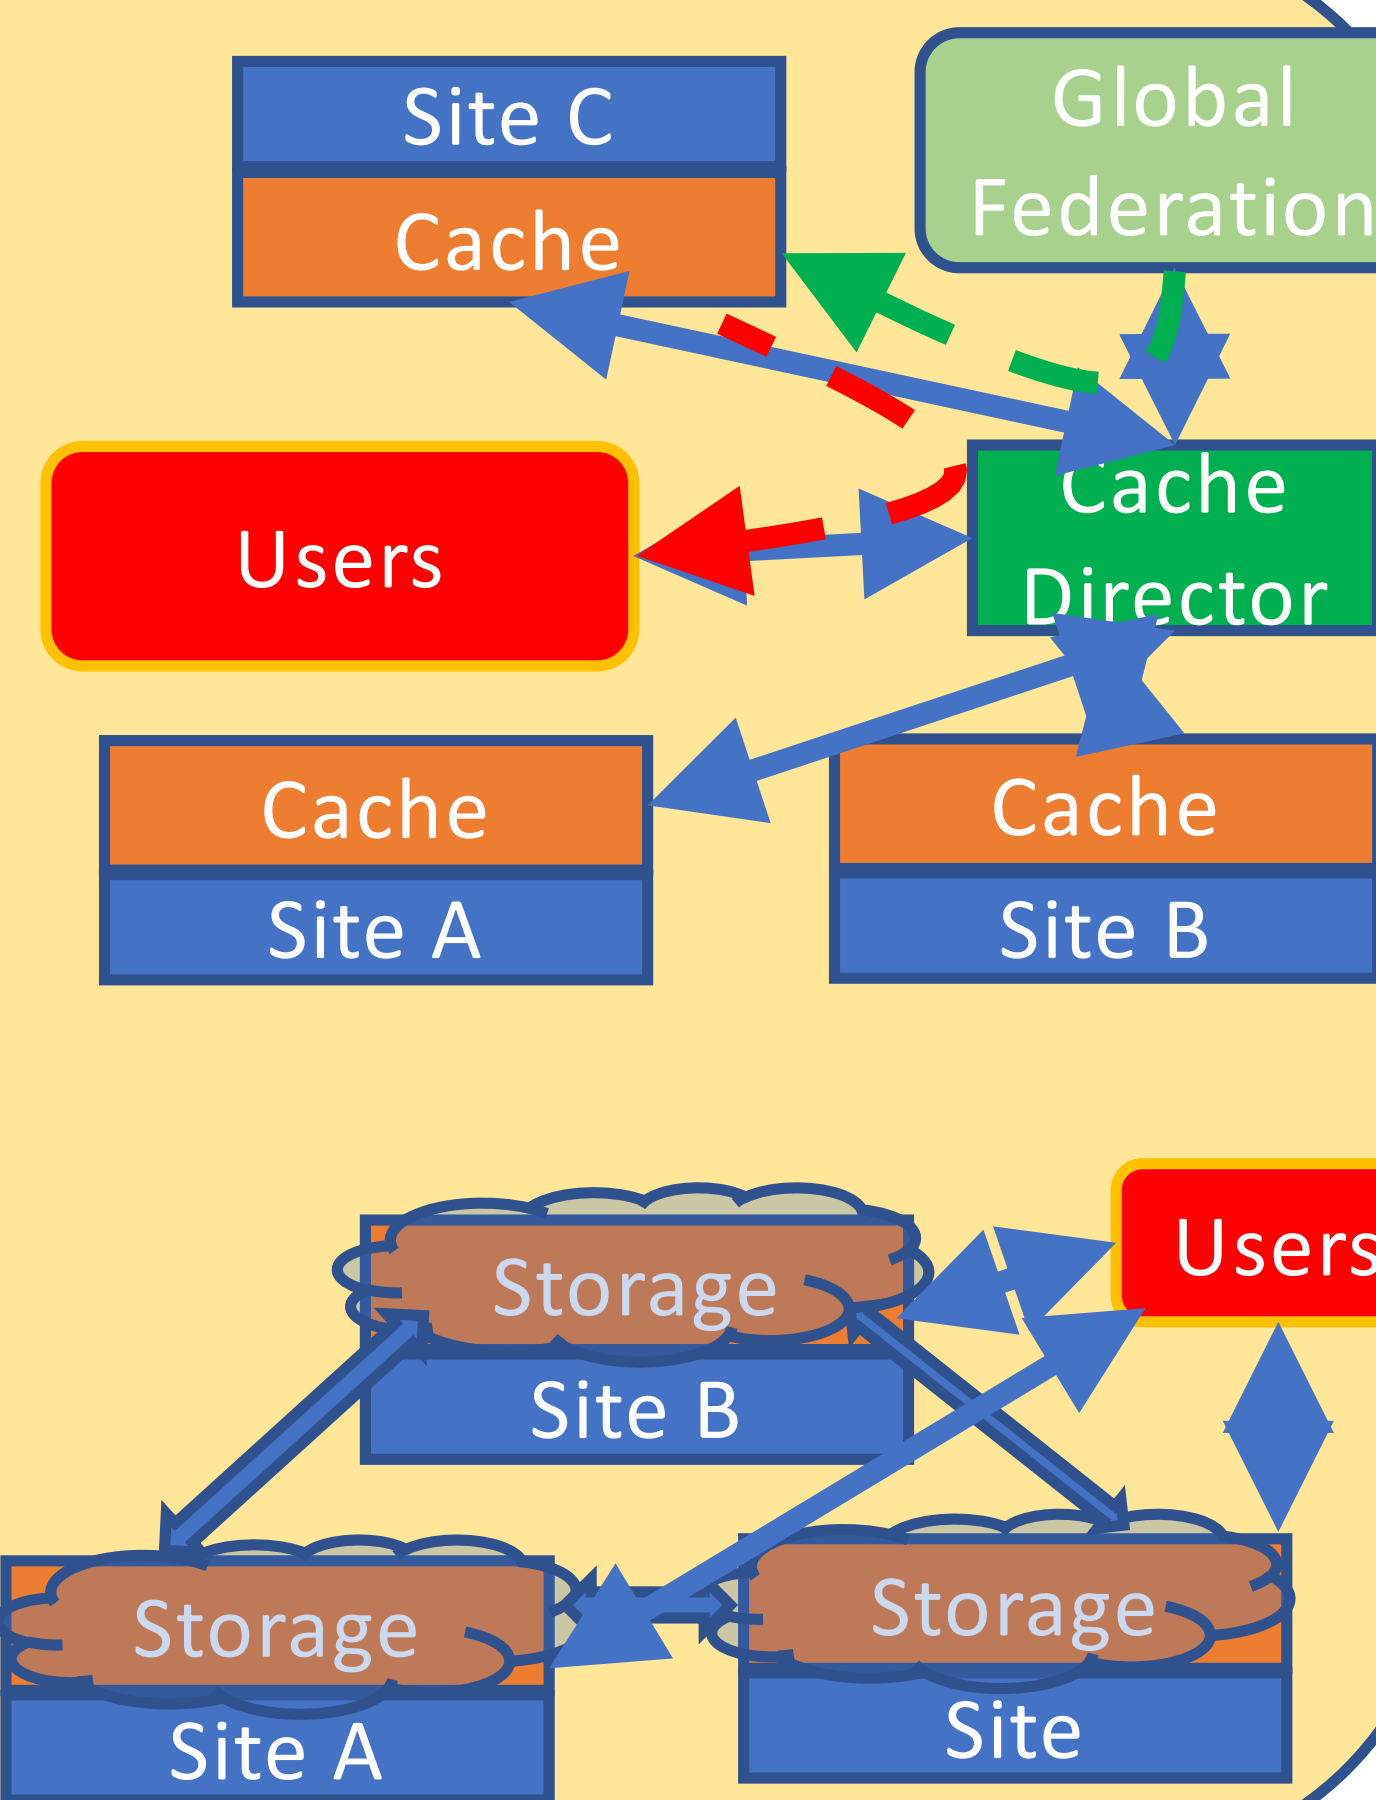 Site C
Cache
Global
Federation
Users
Cache
Director
Cache
Site A
Cache
Site B
Storage
Site B
Users
Storage
Site A
Storage
Site